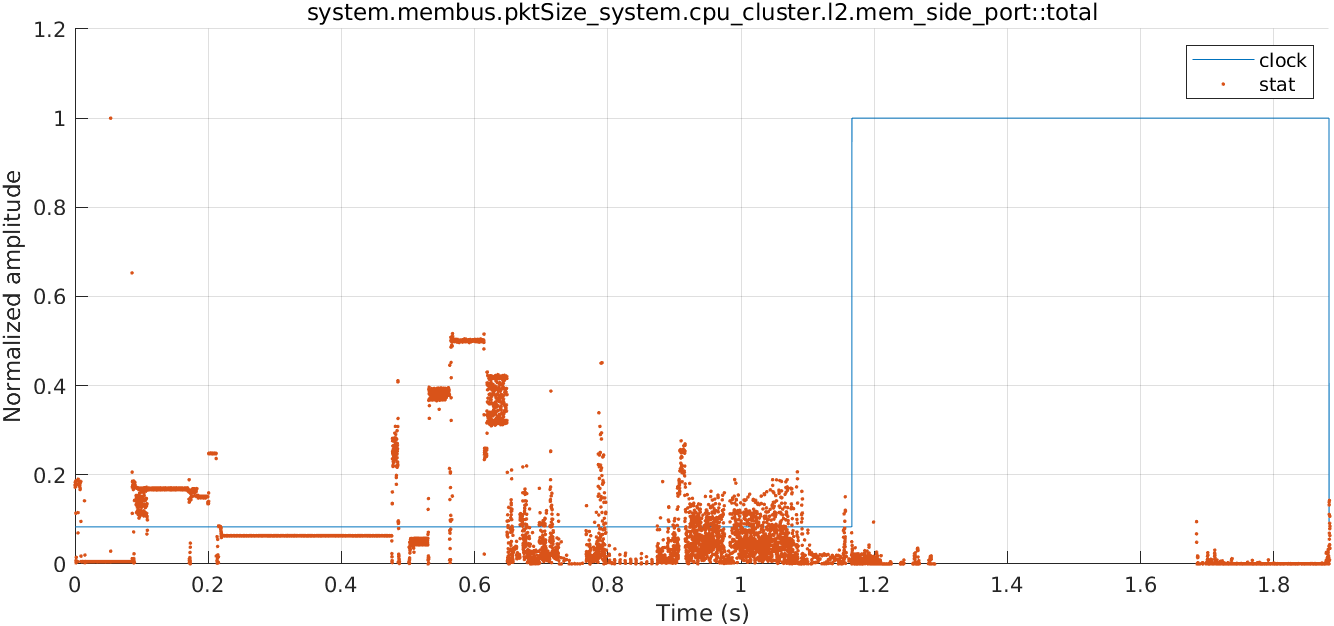 system.membus.pktSize_system.cpu_cluster.l2.mem_side_port::total
1.2
1
0.8
0.6
0.4
0.2
0
Normalized amplitude
clock
stat
0 0.2 0.4 0.6 0.8 1 1.2 1.4 1.6 1.8
Time (s)